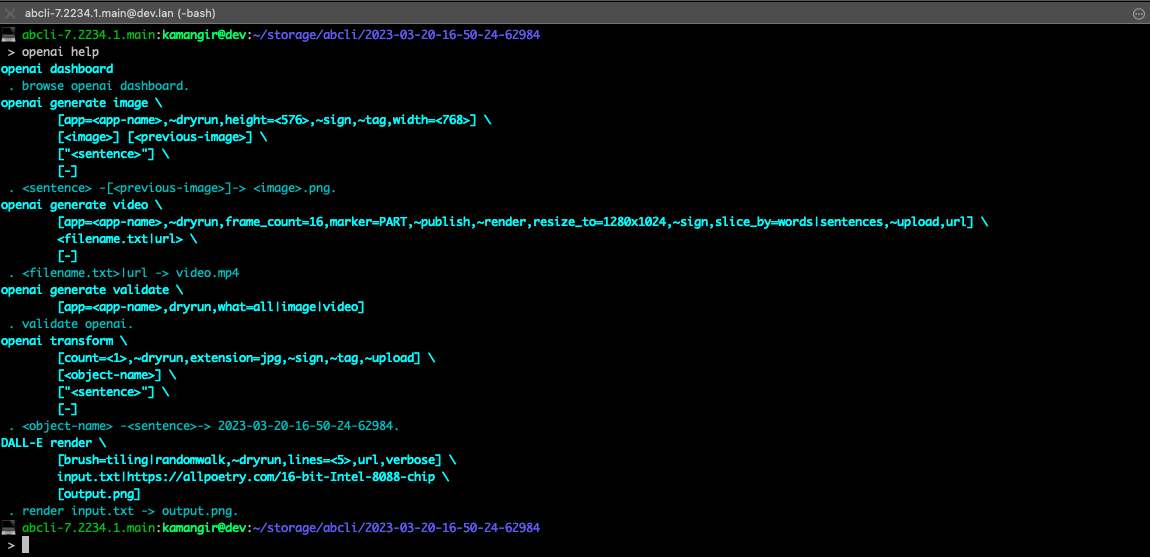 abcli-7.2234.1.main@dev.lan (-bash)
abcli-7.2234.1.main:kamangir@dev:~/storage/abcli/2023-03-20-16-50-24-62984
> openai help
openai dashboard
. browse openai dashboard.
openai generate image \
[app=<app-name>,~dryrun,height=<576>,~sign,~tag,width=<768>] \
[<image>] [<previous-image>] \
["<sentence>"] \
[-]
. <sentence> -[<previous-image>]-> <image>.png.
openai generate video \
[app=<app-name>,~dryrun,frame_count=16,marker=PART,~publish,~render,resize_to=1280x1024,~sign,slice_by=words|sentences,~upload,url] \
<filename.txt|url> \
[-]
. <filename.txt>|url -> video.mp4
openai generate validate \
[app=<app-name>,dryrun,what=all|image|video]
. validate openai.
openai transform \
[count=<1>,~dryrun,extension=jpg,~sign,~tag,~upload] \
[<object-name>] \
["<sentence>"] \
[-]
. <object-name> -<sentence>-> 2023-03-20-16-50-24-62984.
DALL-E render \
[brush=tiling|randomwalk,~dryrun,lines=<5>,url,verbose] \
input.txt|https://allpoetry.com/16-bit-Intel-8088-chip \
[output.png]
. render input.txt -> output.png.
abcli-7.2234.1.main:kamangir@dev:~/storage/abcli/2023-03-20-16-50-24-62984
>